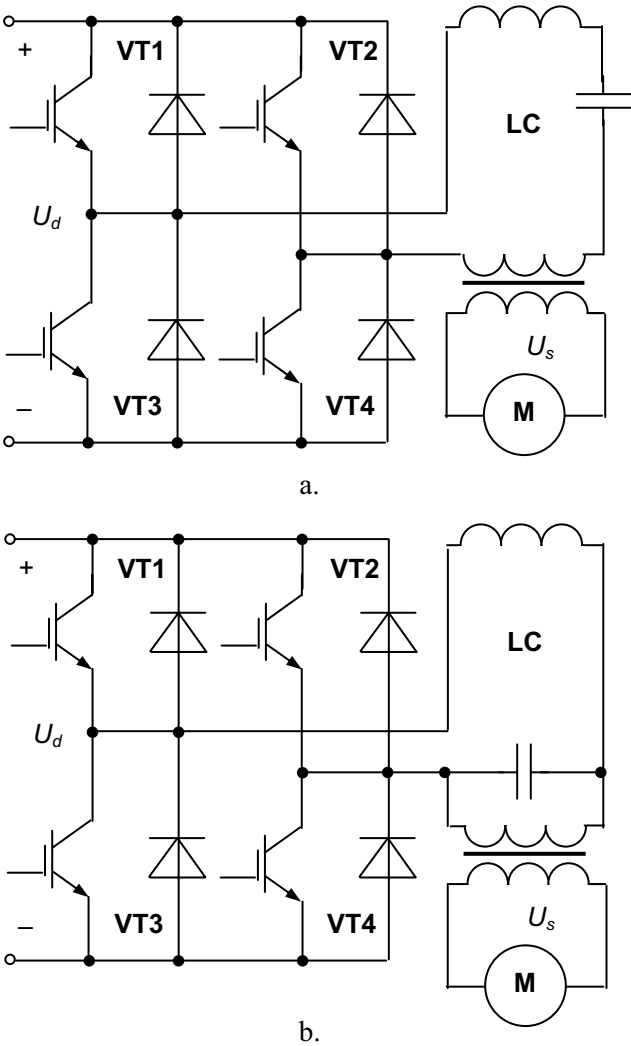 + VT1 VT2
LC
U_d
U_s
– VT3 VT4 M
a.
+ VT1 VT2
LC
U_d
– VT3 VT4 U_s
M
b.